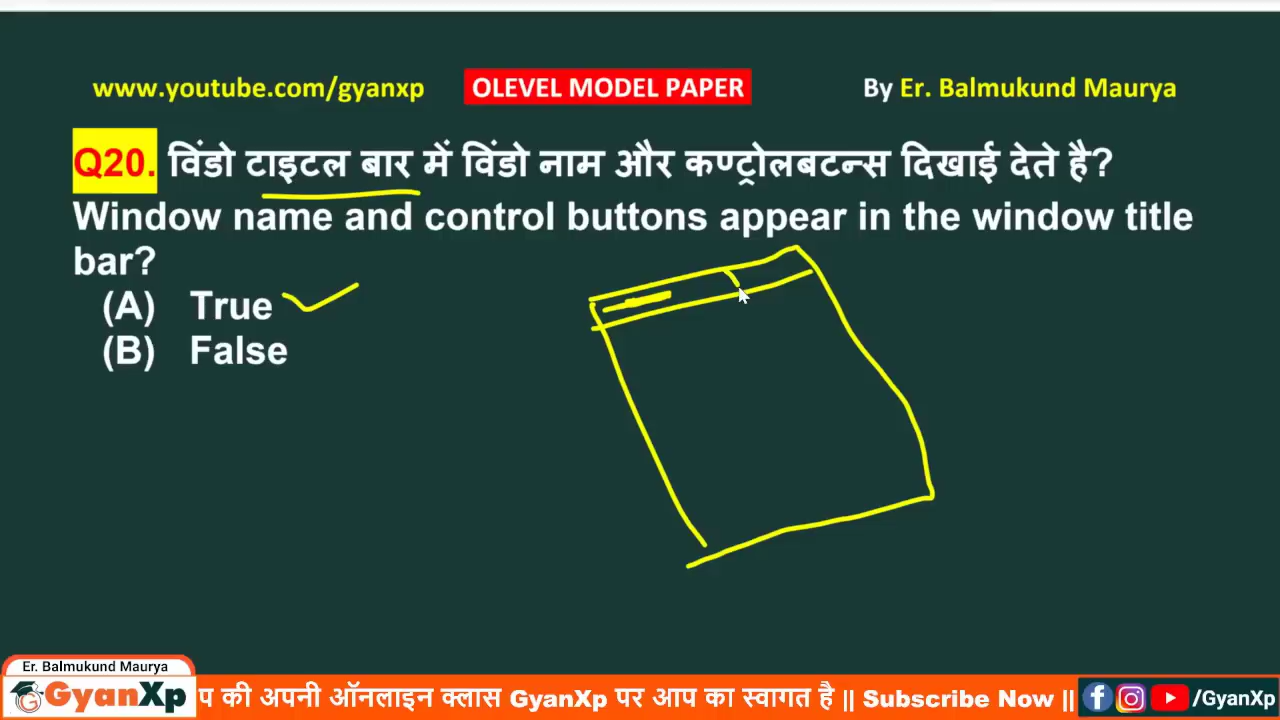 www.youtube.com/gyanxp OLEVEL MODEL PAPER By Er. Balmukund Maurya
Q20. विंडो टाइटल बार में विंडो नाम और कण्ट्रोलबटन्स दिखाई देते है?
Window name and control buttons appear in the window title
bar?
(A) True
(B) False
Er. Balmukund Maurya
GyanXp प की अपनी ऑनलाइन क्लास GyanXp पर आप का स्वागत है || Subscribe Now || /GyanXp